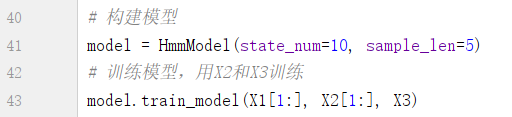 40 # 构建模型
41 model = HmmModel(state_num=10, sample_len=5)
42 # 训练模型，用X2和X3训练
43 model.train_model(X1[1:], X2[1:], X3)